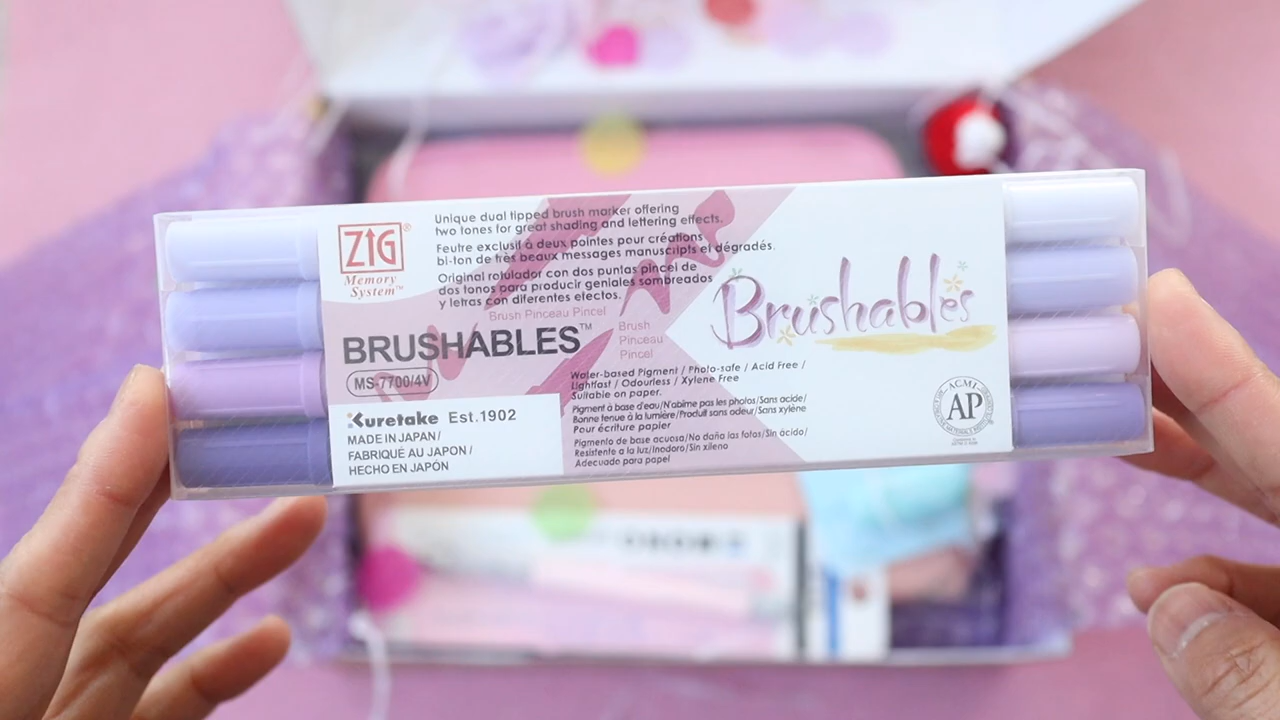 ZIG®
Memory
System™
Unique dual tipped brush marker offering
two tones for great shading and lettering effects.
Feutre exclusif à deux pointes pour créations
bi-ton de très beaux messages manuscripts et dégradés.
Original rotulador con dos puntas pincel de
dos tonos para producir geniales sombreados
y letras con diferentes efectos.
Brush Pinceau Pincel
BRUSHABLES™
Brush
Pinceau
Pincel
MS-7700/4V
Brushables
Water-based Pigment / Photo-safe / Acid Free /
Lightfast / Odourless / Xylene Free
Suitable on paper.
Pigment à base d'eau/N'abîme pas les photos/Sans acide/
Bonne tenue à la lumière/Produit sans odeur/Sans xylène
Pour écriture papier
Pigmento de base acuosa/No daña las fotos/Sin ácido/
Resistente a la luz/Inodoro/Sin xileno
Adecuado para papel
Kuretake Est.1902
MADE IN JAPAN/
FABRIQUÉ AU JAPON/
HECHO EN JAPÓN
ACMI
AP
MONO